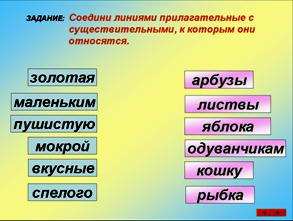 ЗАДАНИЕ: Соедини линиями прилагательные с
существительными, к которым они
относятся.
золотая
маленьким
пушистую
мокрой
вкусные
спелого
арбузы
листвы
яблока
одуванчикам
кошку
рыбка